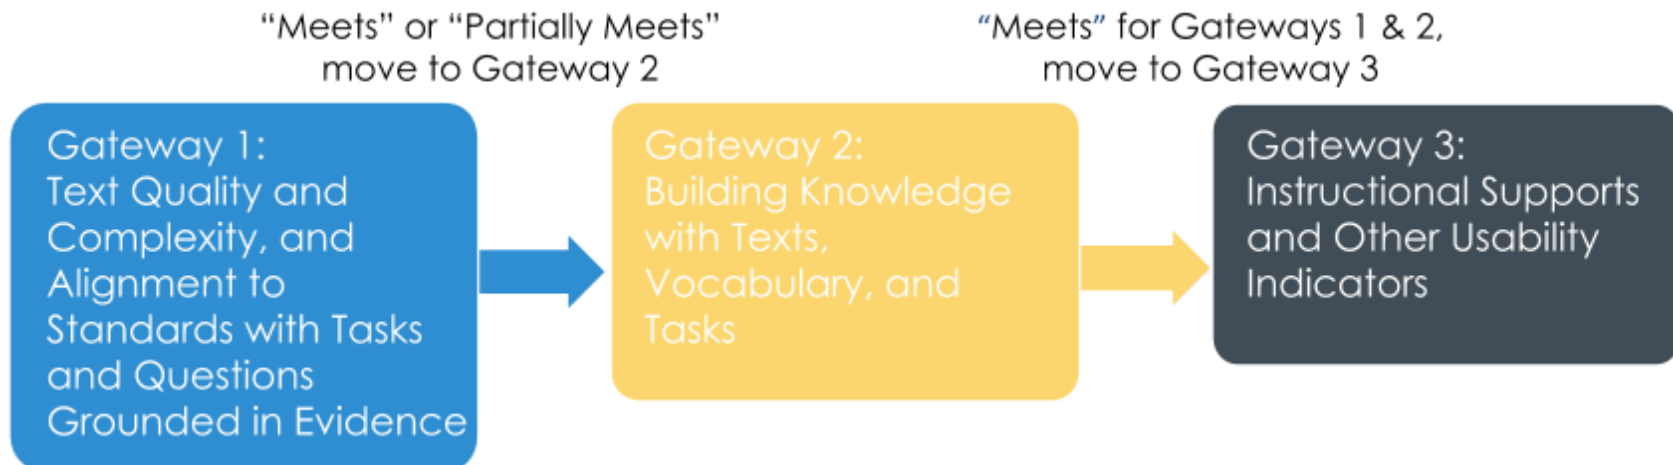 “Meets” or “Partially Meets”
move to Gateway 2
“Meets” for Gateways 1 & 2,
move to Gateway 3
Gateway 1:
Text Quality and
Complexity, and
Alignment to
Standards with Tasks
and Questions
Grounded in Evidence
Gateway 2:
Building Knowledge
with Texts,
Vocabulary, and
Tasks
Gateway 3:
Instructional Supports
and Other Usability
Indicators